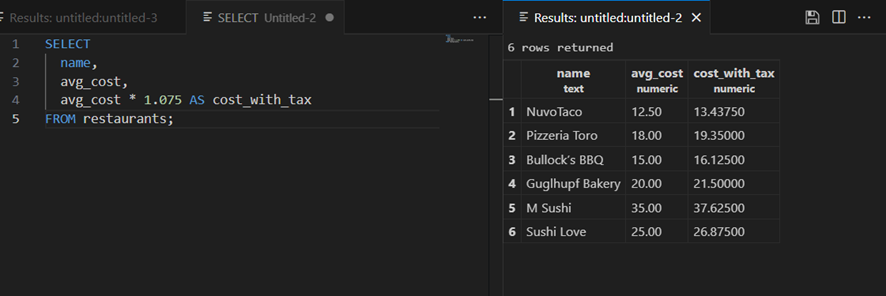 Results: untitled:untitled-3
SELECT Untitled-2
Results: untitled:untitled-2
1 SELECT
2 name,
3 avg_cost,
4 avg_cost * 1.075 AS cost_with_tax
5 FROM restaurants;
6 rows returned
name avg_cost cost_with_tax
text numeric numeric
1 NuvoTaco 12.50 13.43750
2 Pizzeria Toro 18.00 19.35000
3 Bullock's BBQ 15.00 16.12500
4 Guglhupf Bakery 20.00 21.50000
5 M Sushi 35.00 37.62500
6 Sushi Love 25.00 26.87500